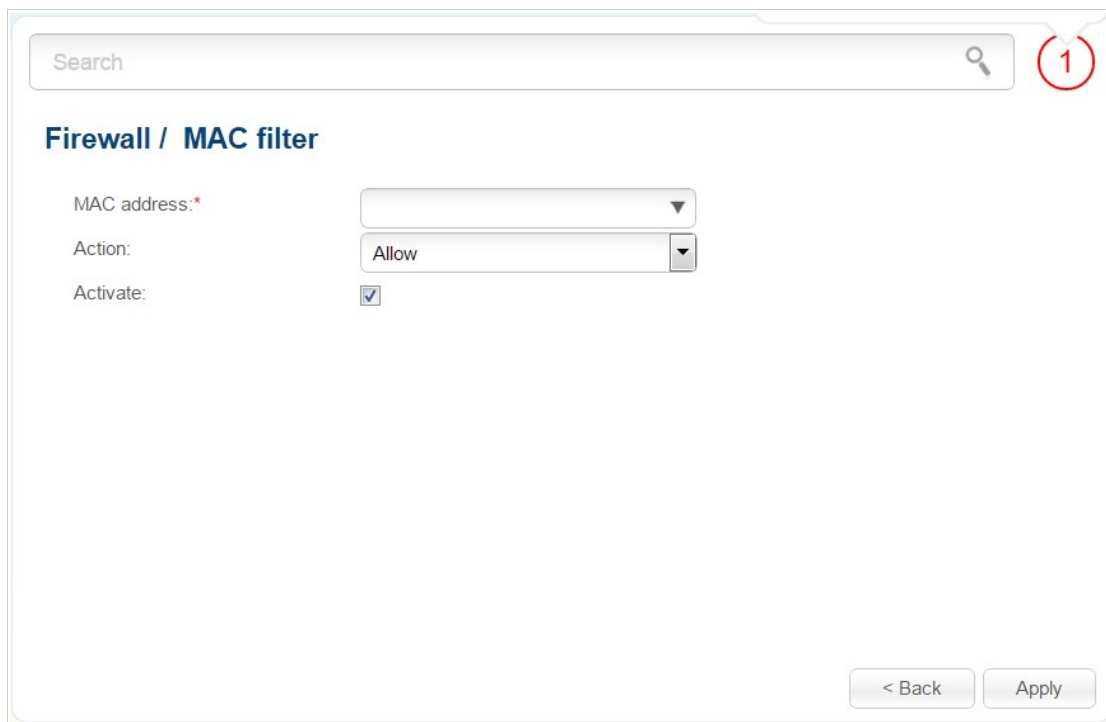 Search
1
Firewall / MAC filter
MAC address:*
Action:
Allow
Activate:
< Back
Apply